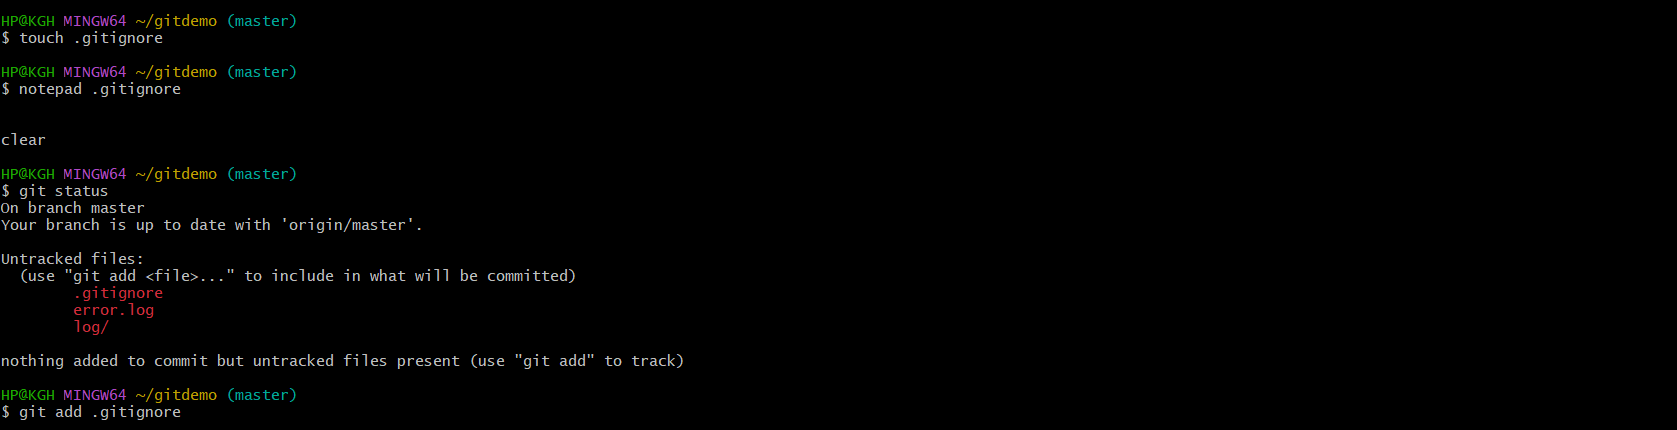 HP@KGH MINGW64 ~/gitdemo (master)
$ touch .gitignore
HP@KGH MINGW64 ~/gitdemo (master)
$ notepad .gitignore
clear
HP@KGH MINGW64 ~/gitdemo (master)
$ git status
On branch master
Your branch is up to date with 'origin/master'.
Untracked files:
  (use "git add <file>..." to include in what will be committed)
        .gitignore
        error.log
        log/
nothing added to commit but untracked files present (use "git add" to track)
HP@KGH MINGW64 ~/gitdemo (master)
$ git add .gitignore